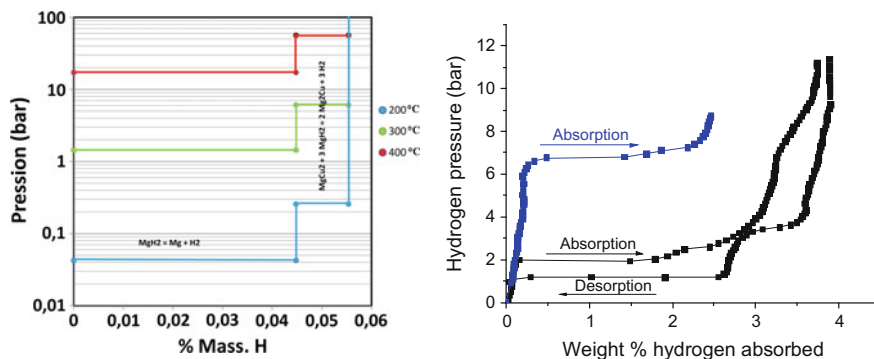 100
10
1
0,1
0,01
Pression (bar)
0
0,01
0,02
0,03
0,04
0,05
0,06
% Mass. H
MgH2 = Mg + H2
MgCu2 + 3 MgH2 = 2 Mg2Cu + 3 H2
200°C
300°C
400°C
12
10
8
6
4
2
0
Hydrogen pressure (bar)
Absorption
Absorption
Desorption
0
1
2
3
4
Weight % hydrogen absorbed